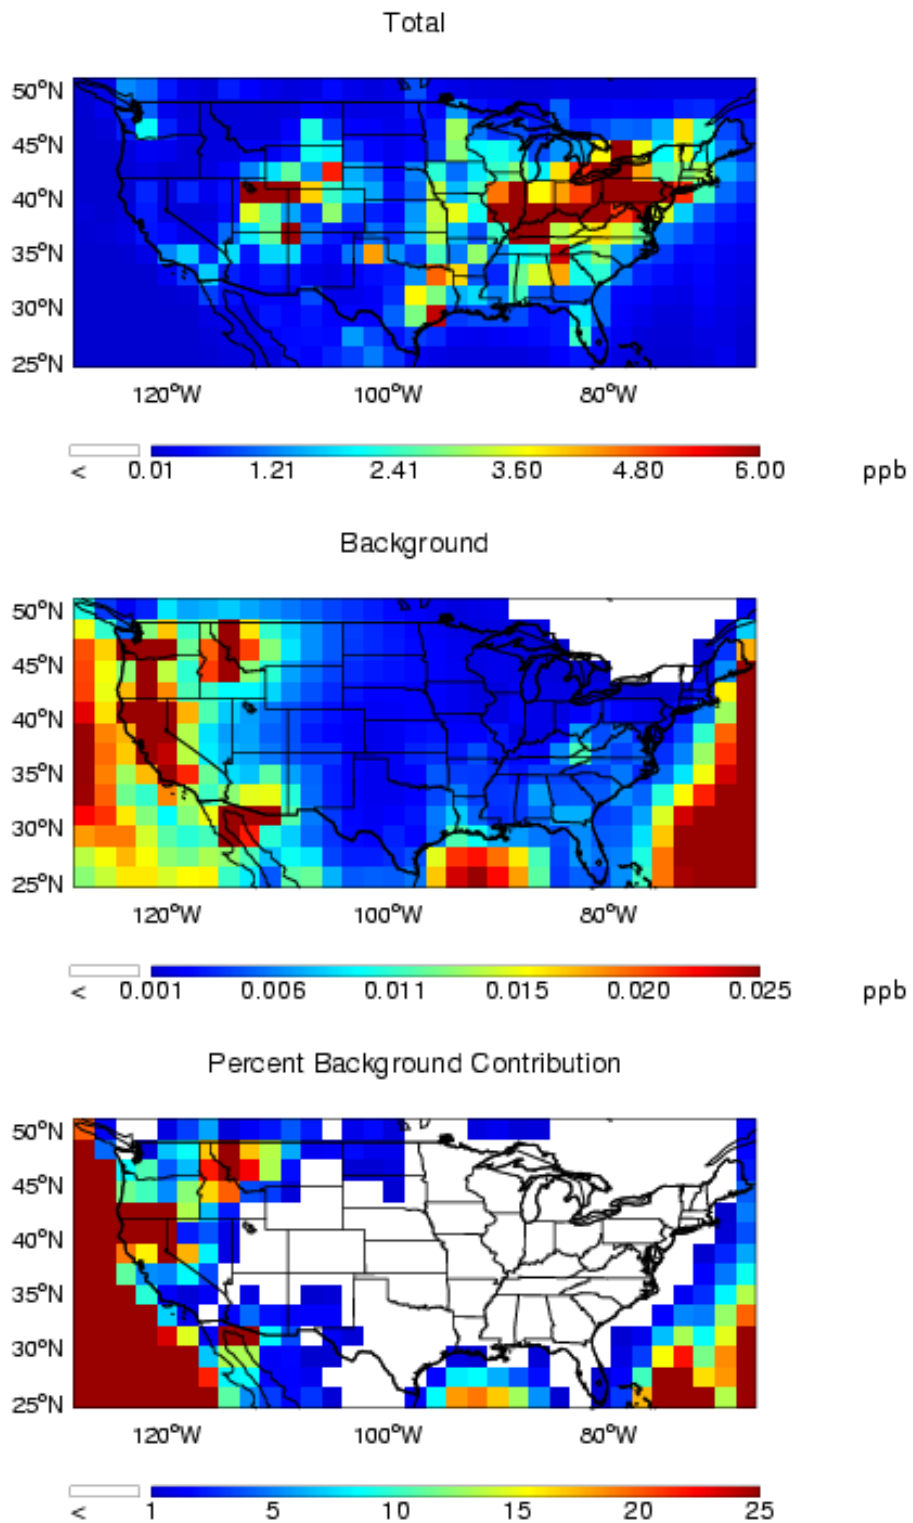 Total
50°N
45°N
40°N
35°N
30°N
25°N
120°W 100°W 80°W
< 0.01 1.21 2.41 3.60 4.80 6.00 ppb
Background
50°N
45°N
40°N
35°N
30°N
25°N
120°W 100°W 80°W
< 0.001 0.006 0.011 0.015 0.020 0.025 ppb
Percent Background Contribution
50°N
45°N
40°N
35°N
30°N
25°N
120°W 100°W 80°W
< 1 5 10 15 20 25